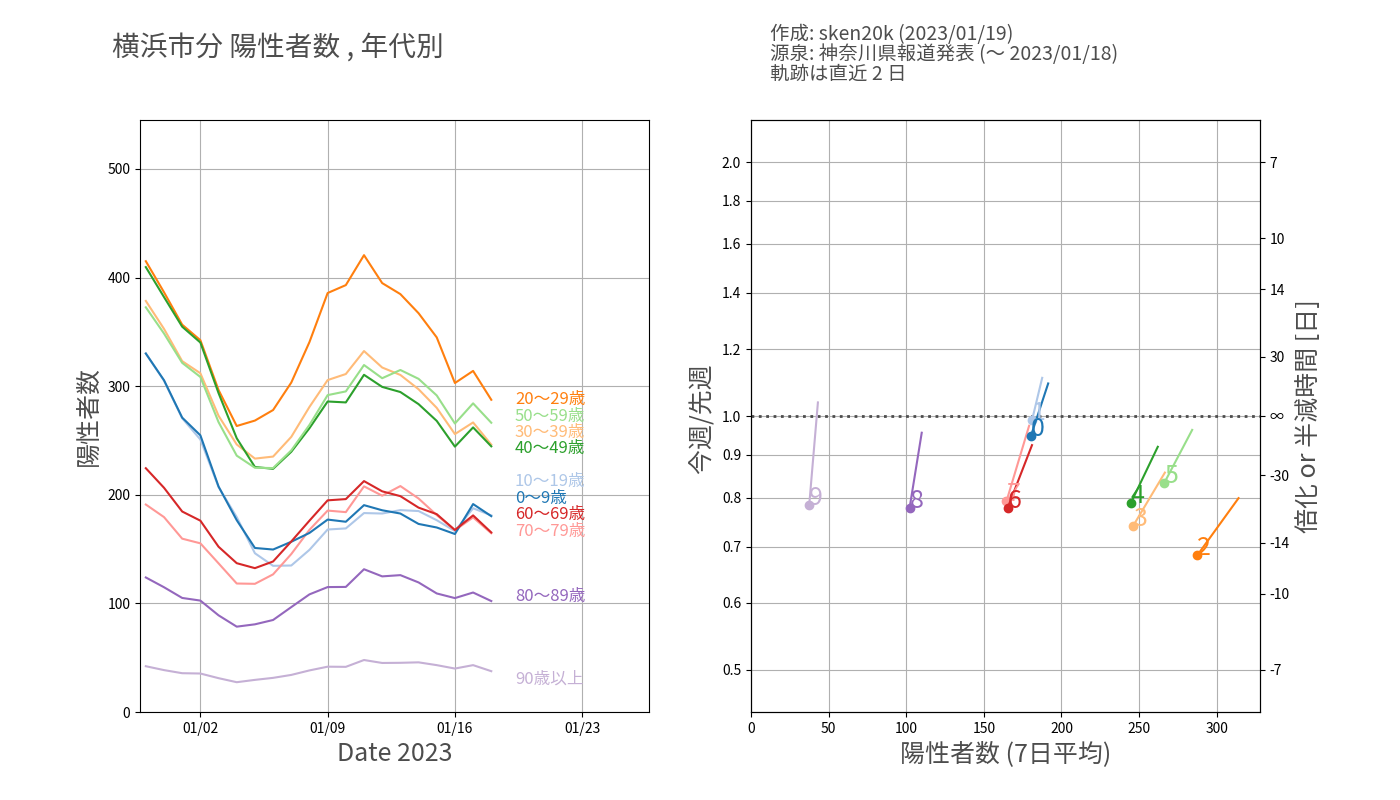 横浜市分 陽性者数 , 年代別
作成: sken20k (2023/01/19)
源泉: 神奈川県報道発表 (～ 2023/01/18)
軌跡は直近 2 日
陽性者数
500
400
300
200
100
0
20～29歳
50～59歳
30～39歳
40～49歳
10～19歳
0～9歳
60～69歳
70～79歳
80～89歳
90歳以上
01/02
01/09
01/16
01/23
Date 2023
今週/先週
2.0
1.8
1.6
1.4
1.2
1.0
0.9
0.8
0.7
0.6
0.5
9
8
7
6
1
0
4
3
5
2
7
10
14
30
∞
-30
-14
-10
-7
倍化 or 半減時間 [日]
0
50
100
150
200
250
300
陽性者数 (7日平均)